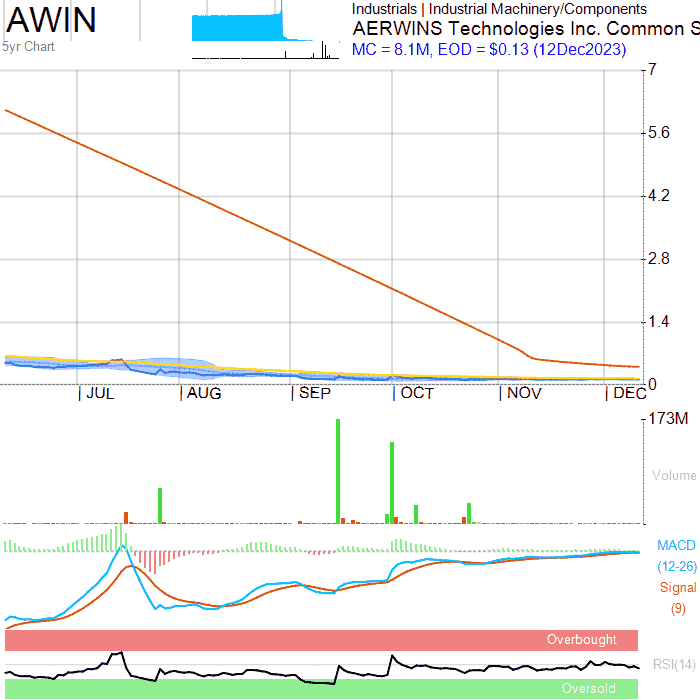 AWIN
5yr Chart
Industrials | Industrial Machinery/Components
AERWINS Technologies Inc. Common S
MC = 8.1M, EOD = $0.13 (12Dec2023)
7
5.6
4.2
2.8
1.4
0
JUL AUG SEP OCT NOV DEC
173M
Volume
MACD
(12-26)
Signal
(9)
Overbought
RSI(14)
Oversold